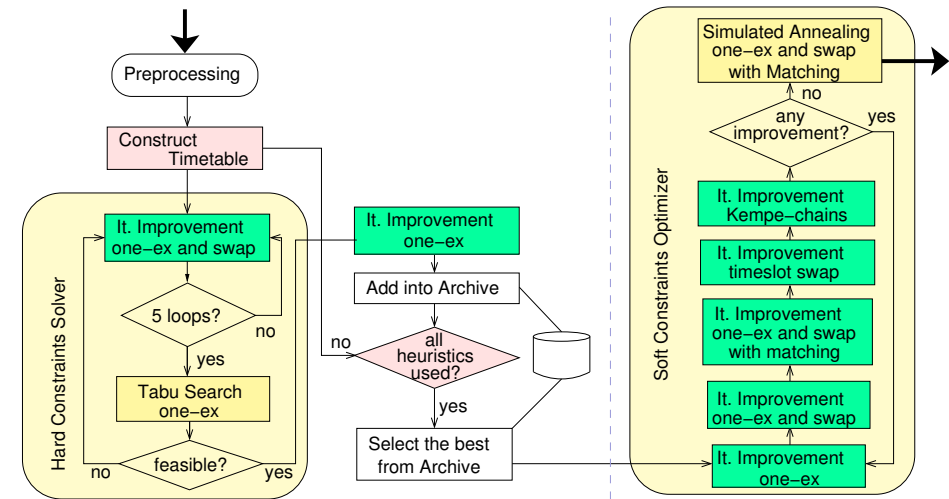 Preprocessing
Construct
Timetable
Hard Constraints Solver
It. Improvement
one−ex and swap
5 loops?
no
yes
Tabu Search
one−ex
feasible?
no
yes
It. Improvement
one−ex
Add into Archive
all
heuristics
used?
no
yes
Select the best
from Archive
Soft Constraints Optimizer
Simulated Annealing
one−ex and swap
with Matching
no
any
improvement?
yes
It. Improvement
Kempe−chains
It. Improvement
timeslot swap
It. Improvement
one−ex and swap
with matching
It. Improvement
one−ex and swap
It. Improvement
one−ex